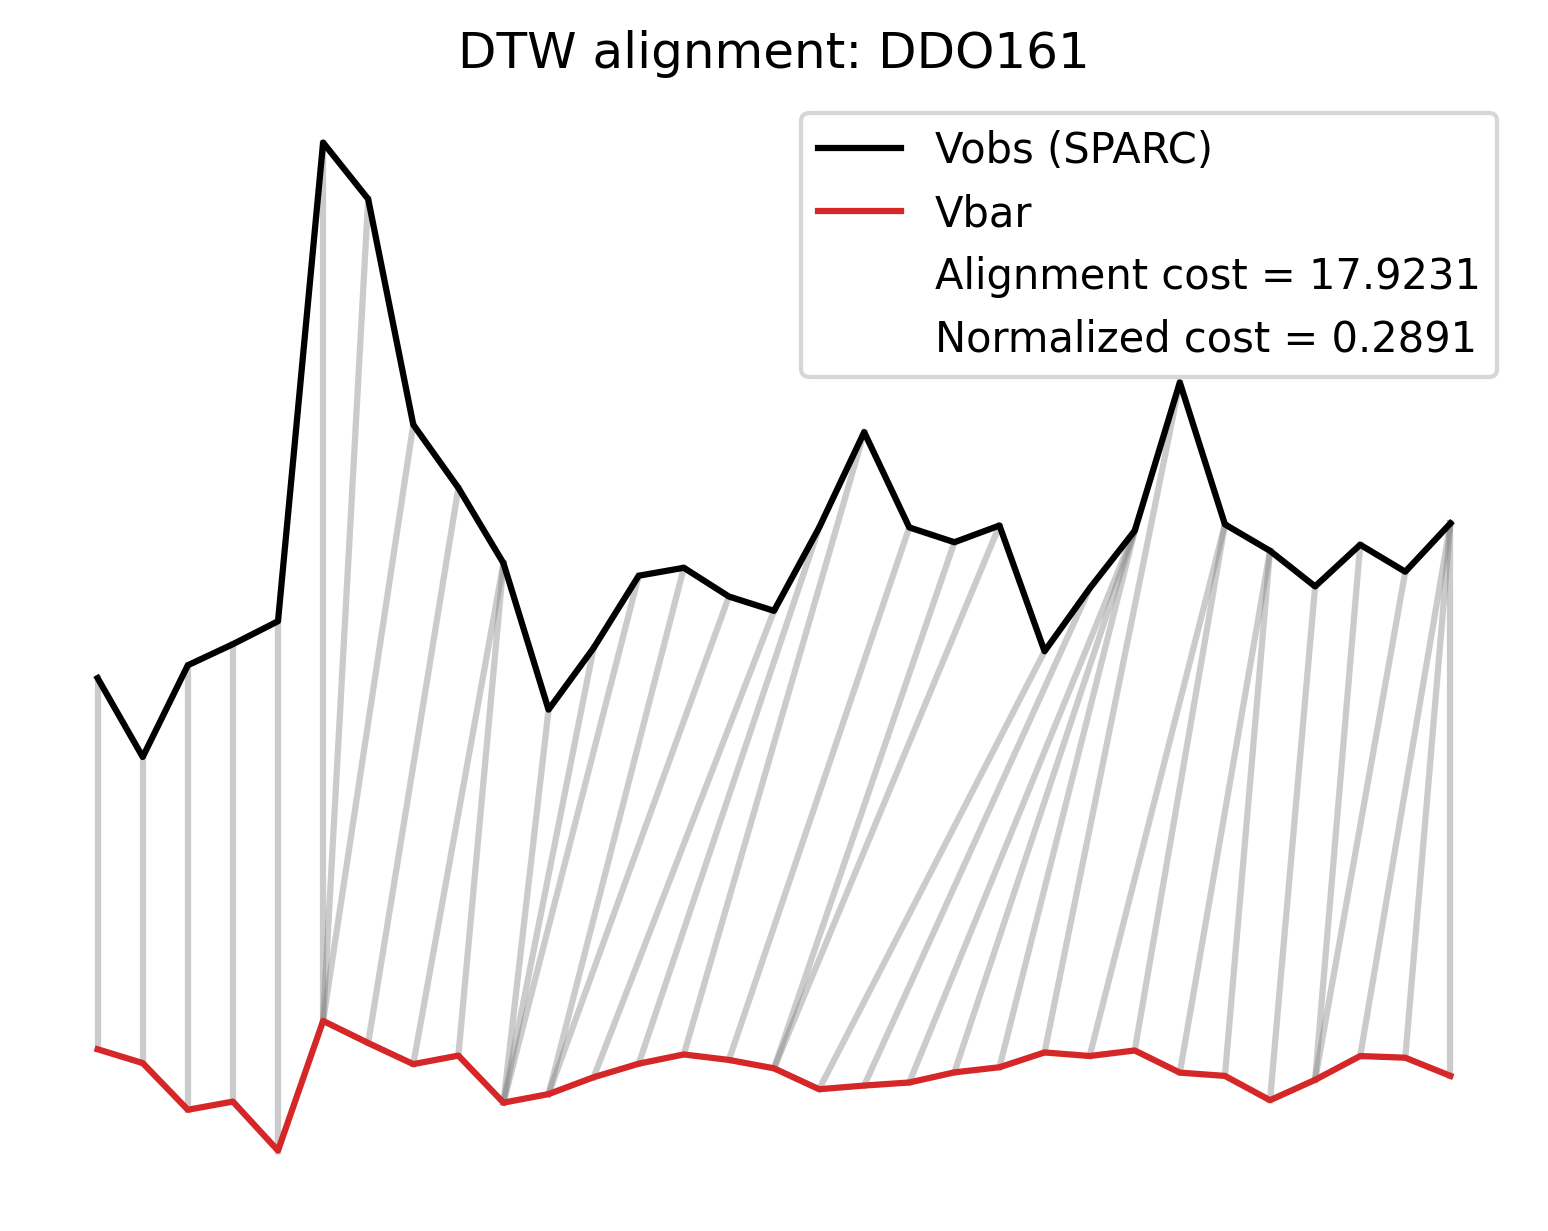 DTW alignment: DDO161
Vobs (SPARC)
Vbar
Alignment cost = 17.9231
Normalized cost = 0.2891